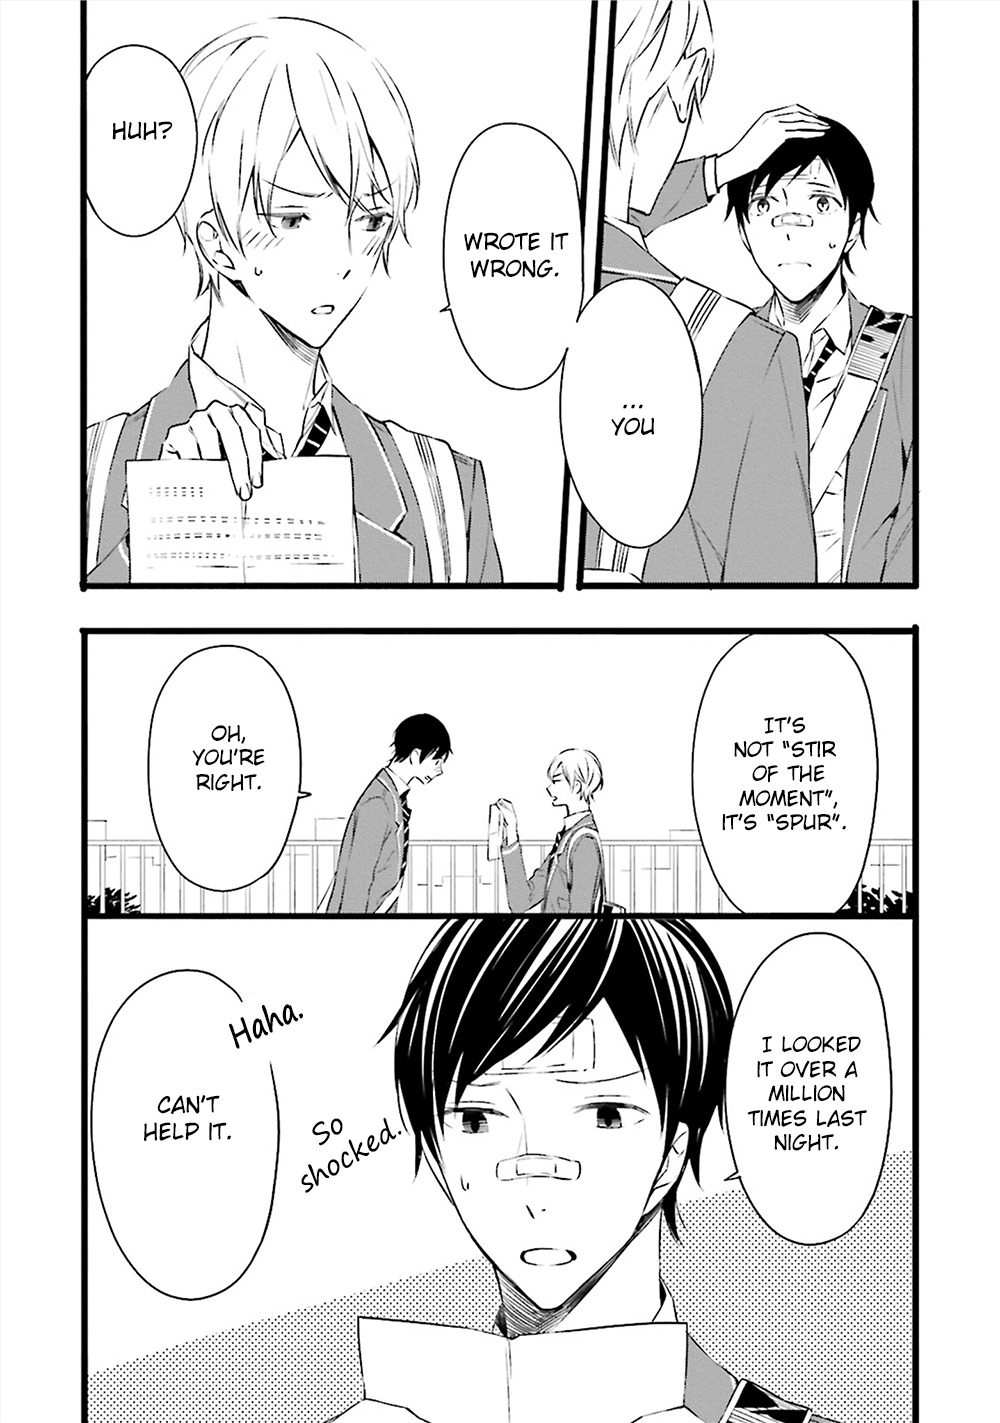 ...
YOU
WROTE IT
WRONG.
HUH?
IT'S
NOT "STIR
OF THE
MOMENT",
IT'S "SPUR".
OH,
YOU'RE
RIGHT.
I LOOKED
IT OVER A
MILLION
TIMES LAST
NIGHT.
So
shocked.
Haha.
CAN'T
HELP IT.